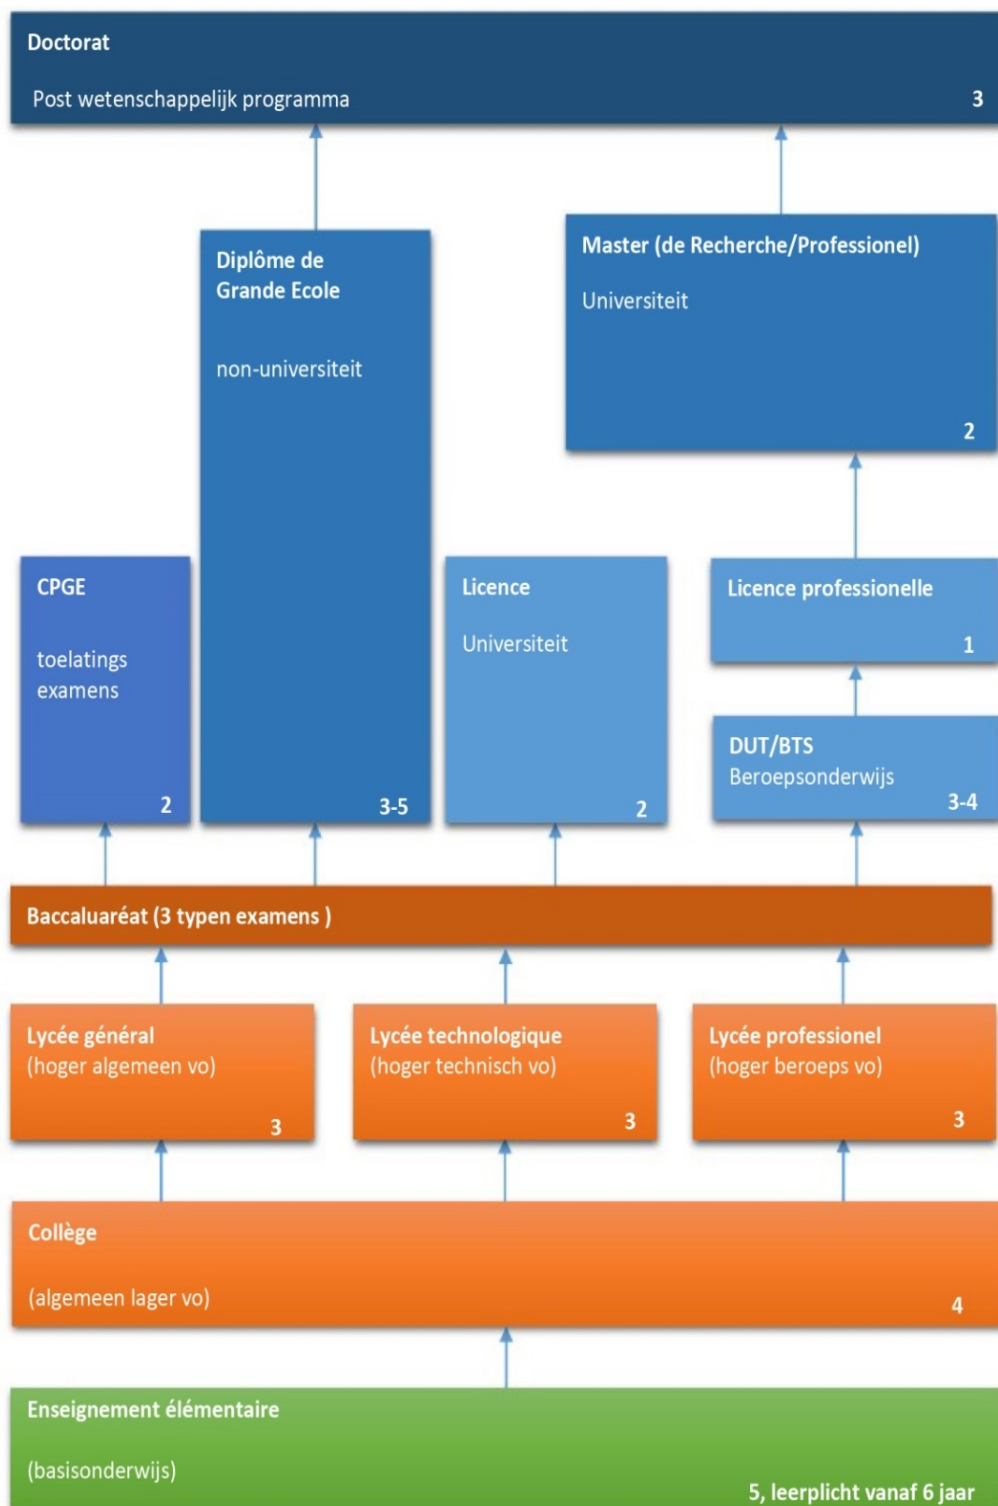 Doctorat
Post wetenschappelijk programma
3
Diplôme de
Grande Ecole
non-universiteit
3-5
Master (de Recherche/Professionel)
Universiteit
2
CPGE
toelatings
examens
2
Licence
Universiteit
2
Licence professionelle
1
DUT/BTS
Beroepsonderwijs
3-4
Baccaluaréat (3 typen examens )
Lycée général
(hoger algemeen vo)
3
Lycée technologique
(hoger technisch vo)
3
Lycée professionel
(hoger beroeps vo)
3
Collège
(algemeen lager vo)
4
Enseignement élémentaire
(basisonderwijs)
5, leerplicht vanaf 6 jaar